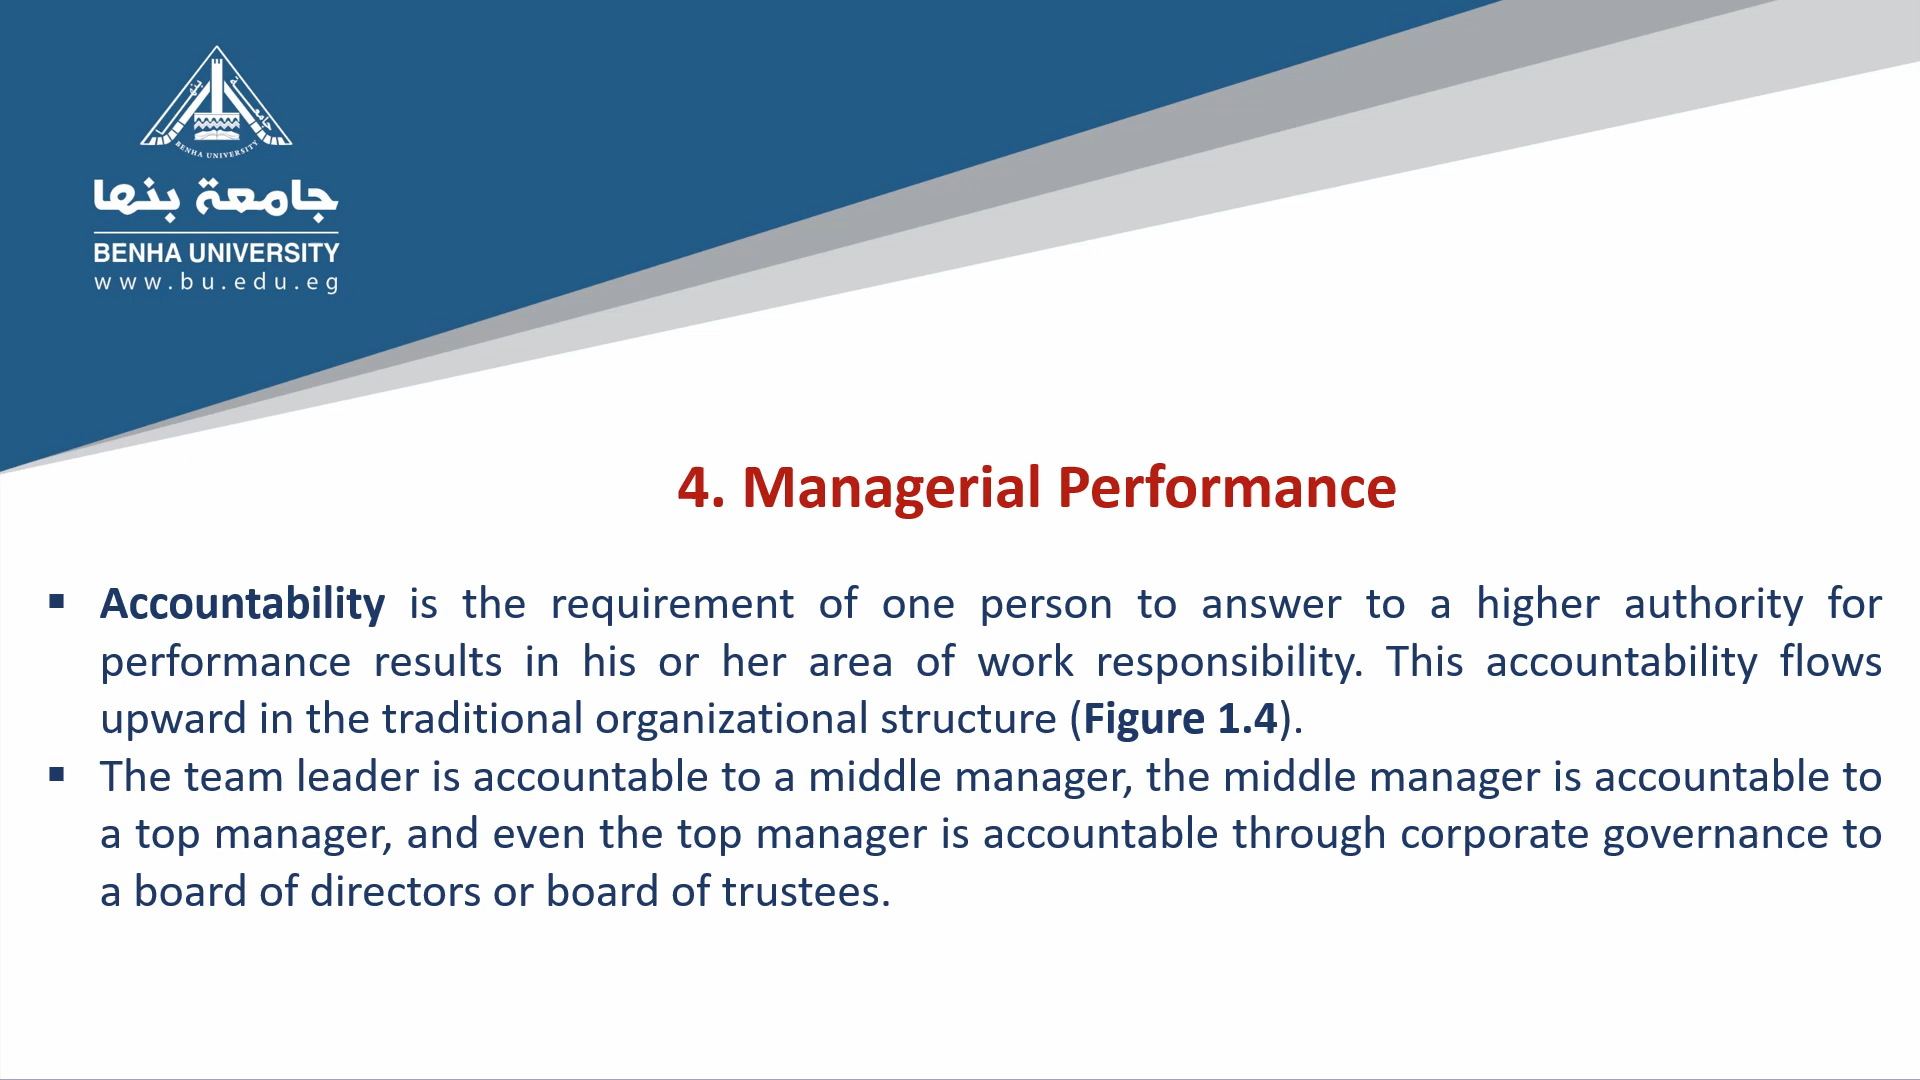 BENHA UNIVERSITY
جامعة بنها
BENHA UNIVERSITY
www.bu.edu.eg
4. Managerial Performance
▪ Accountability is the requirement of one person to answer to a higher authority for
performance results in his or her area of work responsibility. This accountability flows
upward in the traditional organizational structure (Figure 1.4).
▪ The team leader is accountable to a middle manager, the middle manager is accountable to
a top manager, and even the top manager is accountable through corporate governance to
a board of directors or board of trustees.